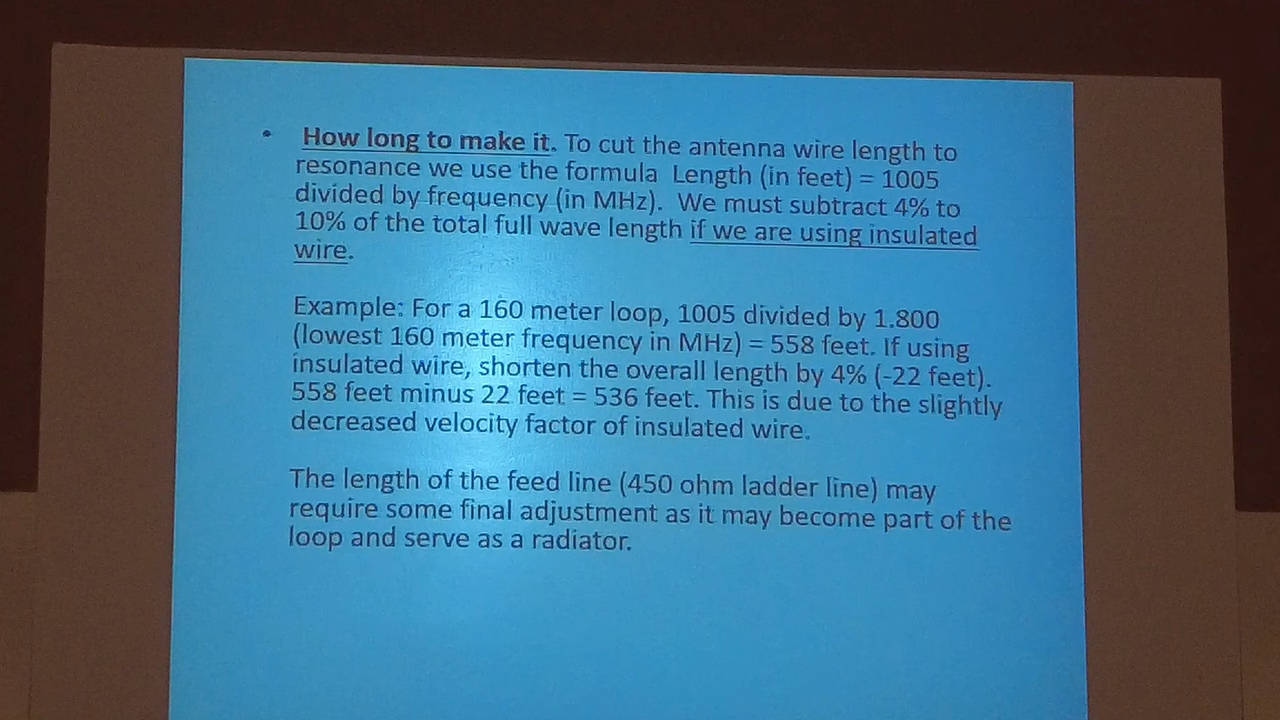 • How long to make it. To cut the antenna wire length to
resonance we use the formula Length (in feet) = 1005
divided by frequency (in MHz). We must subtract 4% to
10% of the total full wave length if we are using insulated
wire.
Example: For a 160 meter loop, 1005 divided by 1.800
(lowest 160 meter frequency in MHz) = 558 feet. If using
insulated wire, shorten the overall length by 4% (-22 feet).
558 feet minus 22 feet = 536 feet. This is due to the slightly
decreased velocity factor of insulated wire.
The length of the feed line (450 ohm ladder line) may
require some final adjustment as it may become part of the
loop and serve as a radiator.